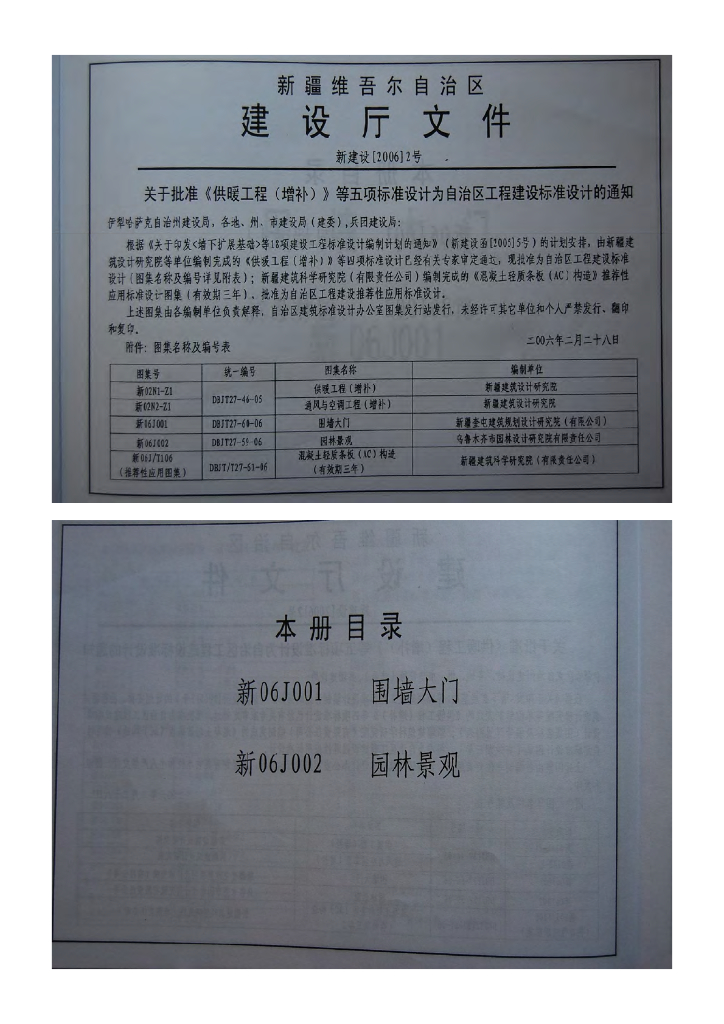 新疆维吾尔自治区
建设厅文件
新建设[2006]2号
关于批准《供暖工程（增补）》等五项标准设计为自治区工程建设标准设计的通知
伊犁哈萨克自治州建设局，各地、州、市建设局（建委），兵团建设局：
根据《关于印发<墙下扩展基础>等18项建设工程标准设计编制计划的通知》（新建设函[2005]5号）的计划安排，由新疆建
筑设计研究院等单位编制完成的《供暖工程（增补）》等四项标准设计已经有关专家审定通过，现批准为自治区工程建设标准
设计（图集名称及编号详见附表）；新疆建筑科学研究院（有限责任公司）编制完成的《混凝土轻质条板（AC）构造》推荐性
应用标准设计图集（有效期三年），批准为自治区工程建设推荐性应用标准设计。
上述图集由各编制单位负责解释，自治区建筑标准设计办公室图集发行站发行，未经许可其它单位和个人严禁发行、翻印
和复印。
附件：图集名称及编号表 二00六年二月二十八日
图集号 统一编号 图集名称 编制单位
新02N1-Z1 DBJT27-46-05 供暖工程（增补） 新疆建筑设计研究院
新02N2-Z1 通风与空调工程（增补） 新疆建筑设计研究院
新06J001 DBJT27-60-06 围墙大门 新疆奎屯建筑规划设计研究院（有限公司）
新06J002 DBJT27-59-06 园林景观 乌鲁木齐市园林设计研究院有限责任公司
新06J/T106 DBJT/T27-61-06 混凝土轻质条板（AC）构造 新疆建筑科学研究院（有限责任公司）
（推荐性应用图集） （有效期三年）
本册目录
新06J001 围墙大门
新06J002 园林景观